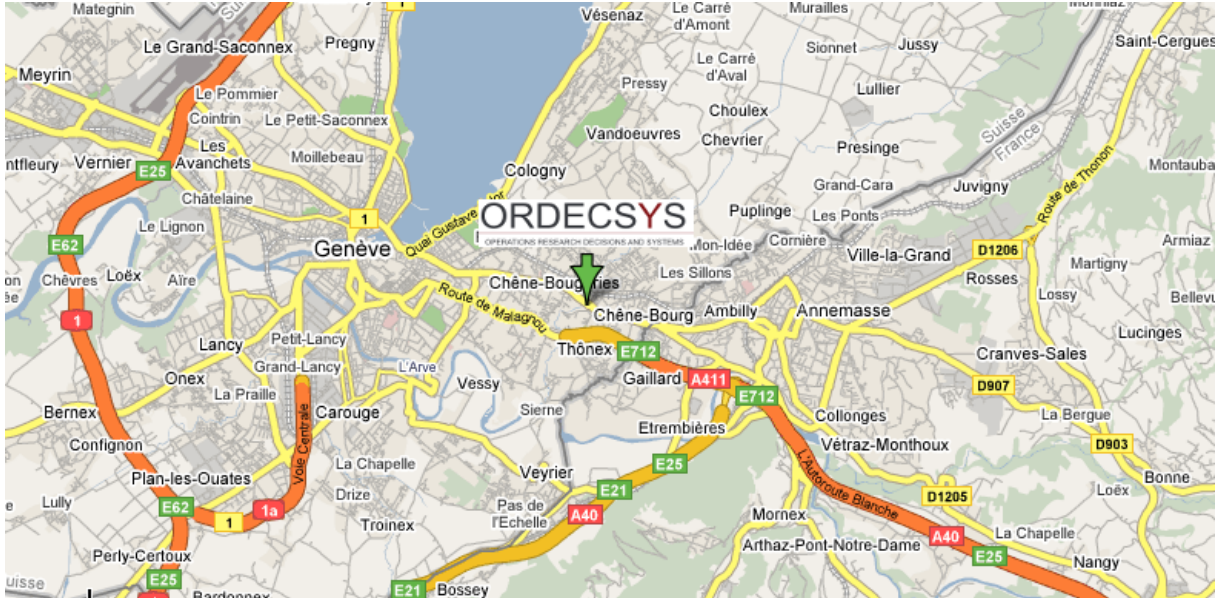 Mategnin
Pregny
1
Vésenaz
Le Carré
d'Amont
Murailles
Monniaz
Le Grand-Saconnex
Sionnet
Jussy
Saint-Cergues
Meyrin
Le Carré
d'Aval
Le Pommier
Pressy
Lullier
Cointrin
Le Petit-Saconnex
Choulex
Suisse
France
Vandoeuvres
Chevrier
Les
Avanchets
Moillebeau
Presinge
ntfleury
Vernier
E25
Cologny
Montauba
Châtelaine
Grand-Cara
Juvigny
Route de Thonon
1
Quai Gustave
ORDECSYS
OPERATIONS RESEARCH DECISIONS AND SYSTEMS
Puplinge
Les Ponts
Le Lignon
E62
Genève
Mon-Idée
Cornière
Armiaz
D1206
Ville-la-Grand
Loëx
Aïre
Chèvres
Les Sillons
Martigny
Rosses
Chêne-Bougeries
Route de Malagnou
Lossy
Bellevu
1
Chêne-Bourg
Ambilly
Annemasse
Lucinges
Lancy
Petit-Lancy
Thônex
E712
Cranves-Sales
Grand-Lancy
L'Arve
Onex
Vessy
Gaillard
A411
D907
La Praille
E712
Bernex
Carouge
Sierne
Collonges
La Bergue
Voie Centrale
Etrembières
Confignon
Vétraz-Monthoux
D903
La Chapelle
E25
L'Autoroute Blanche
Plan-les-Ouates
Veyrier
Bonne
Lully
Drize
E21
D1205
Loëx
E62
1a
1
Pas de
l'Echelle
A40
Mornex
Troinex
La Chapelle
Arthaz-Pont-Notre-Dame
A40
Perly-Certoux
E25
Nangy
E25
uisse
E21
Bossey
Bardonnex